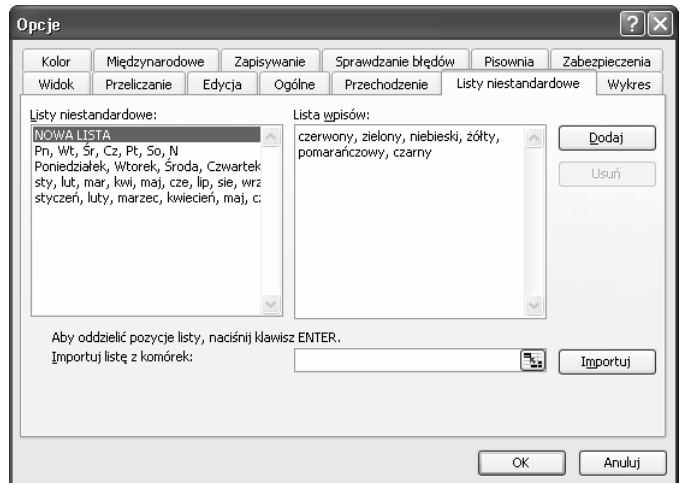 Opcje
Kolor Międzynarodowe Zapisywanie Sprawdzanie błędów Pisownia Zabezpieczenia
Widok Przeliczanie Edycja Ogólne Przechodzenie Listy niestandardowe Wykres
Listy niestandardowe:
NOWA LISTA
Pn, Wt, Śr, Cz, Pt, So, N
Poniedziałek, Wtorek, Środa, Czwartek
sty, lut, mar, kwi, maj, cze, lip, sie, wrz
styczeń, luty, marzec, kwiecień, maj, cz
Lista wpisów:
czerwony, zielony, niebieski, żółty,
pomarańczowy, czarny
Dodaj
Usuń
Aby oddzielić pozycje listy, naciśnij klawisz ENTER.
Importuj listę z komórek:
Importuj
OK Anuluj